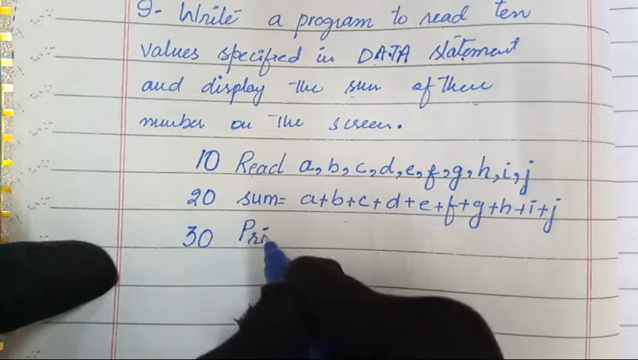 9- Write a program to read ten
values specified in DATA statement
and display the sum of these
number on the screen.
10 Read a,b,c,d,e,f,g,h,i,j
20 sum= a+b+c+d+e+f+g+h+i+j
30 Pri